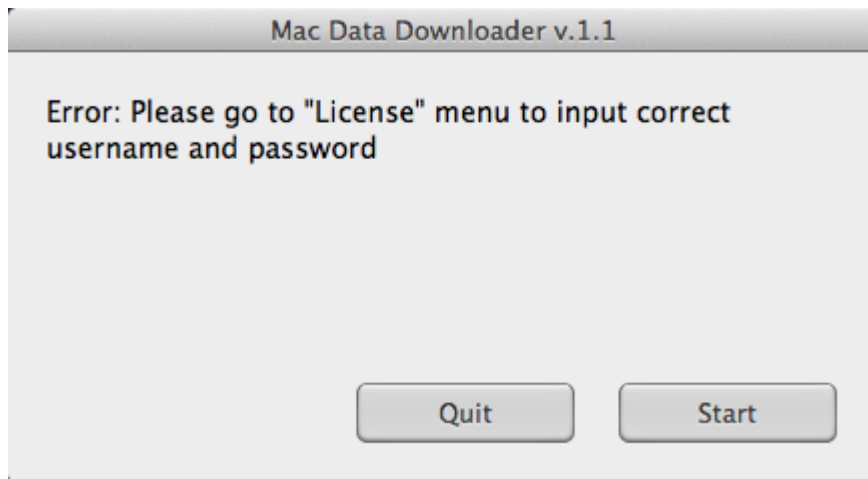 Mac Data Downloader v.1.1
Error: Please go to "License" menu to input correct
username and password
Quit
Start